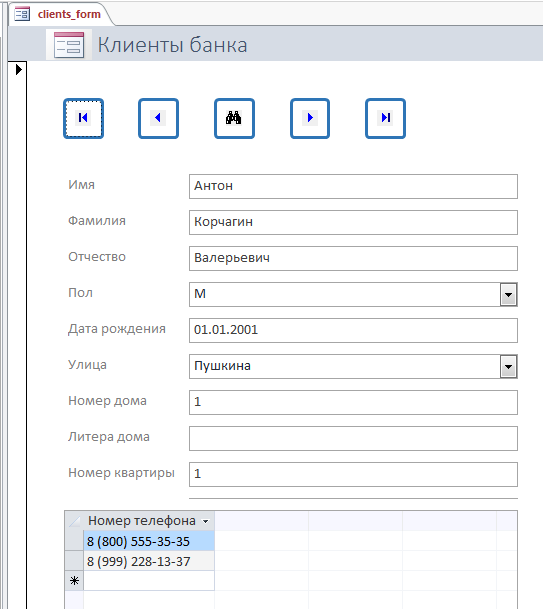 clients_form
Клиенты банка
Имя Антон
Фамилия Корчагин
Отчество Валерьевич
Пол М
Дата рождения 01.01.2001
Улица Пушкина
Номер дома 1
Литера дома
Номер квартиры 1
Номер телефона
8 (800) 555-35-35
8 (999) 228-13-37